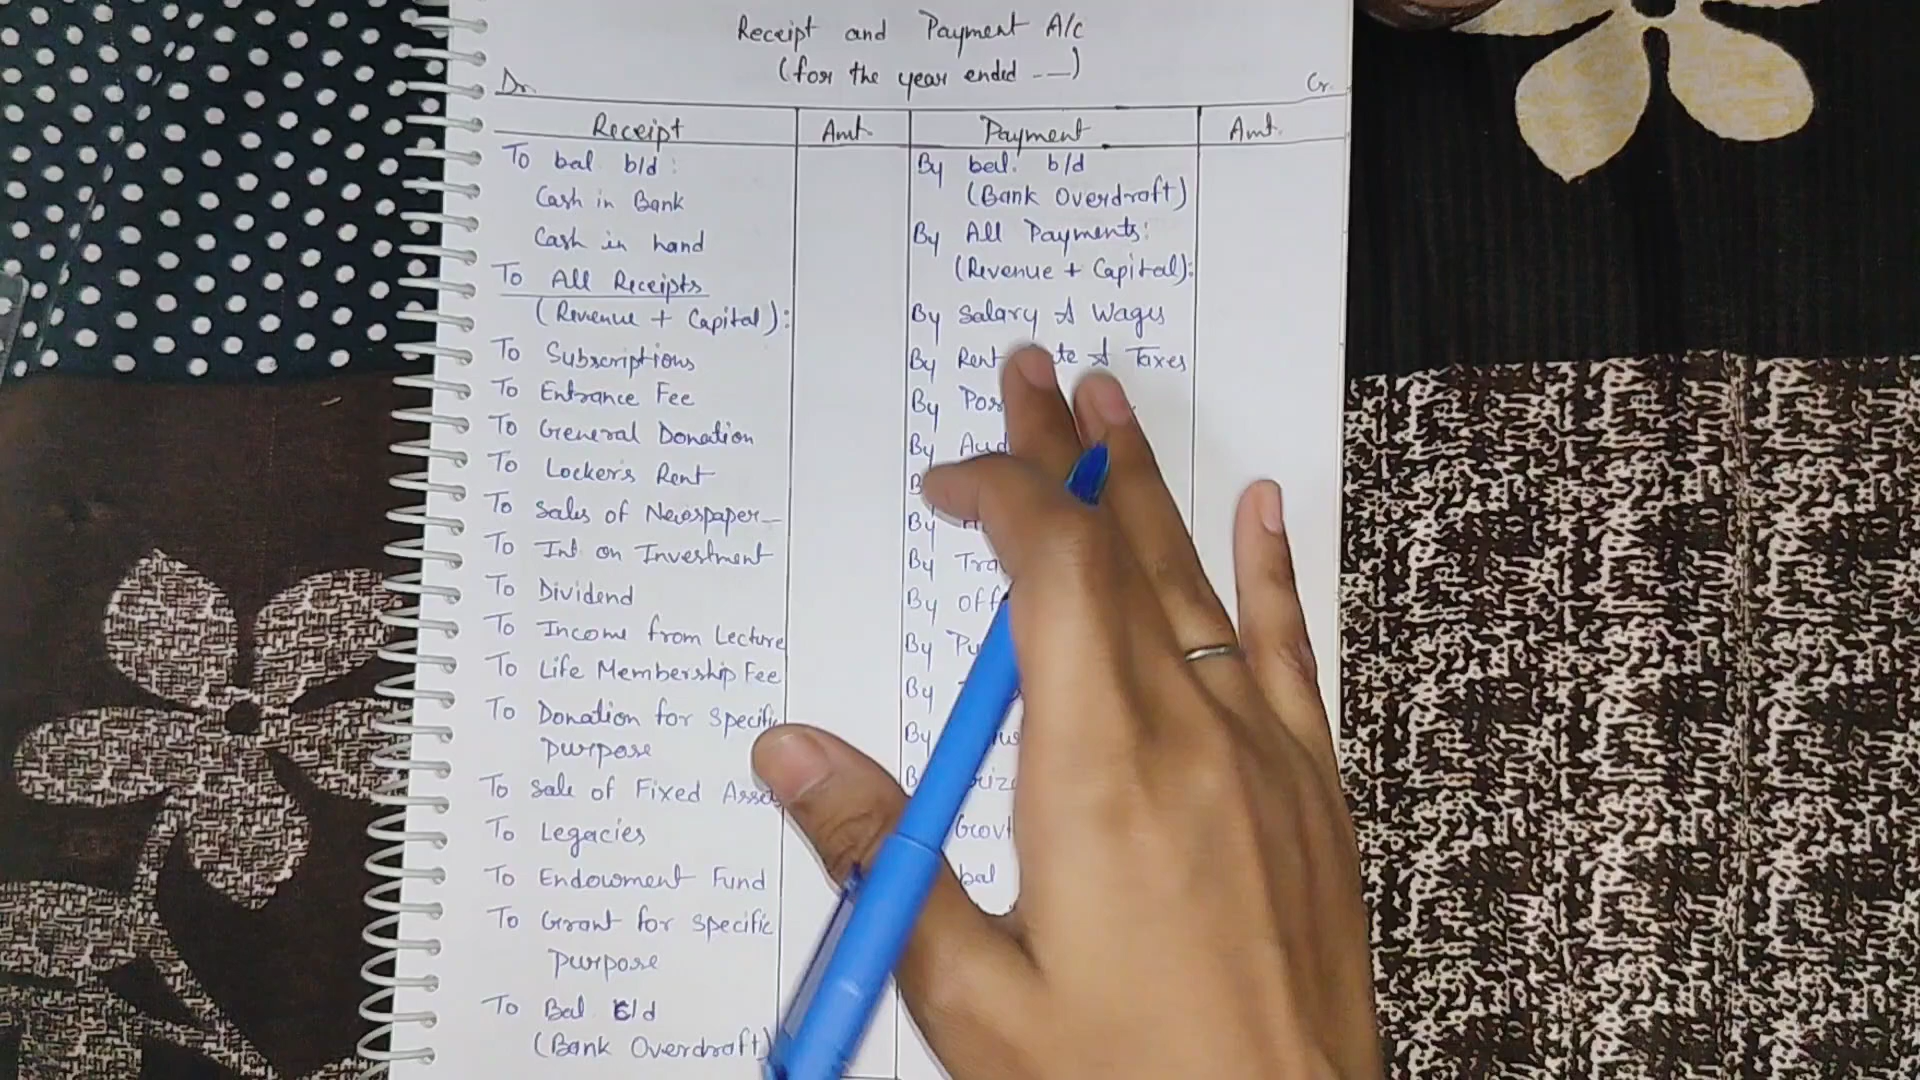 Receipt and Payment A/c
(for the year ended -—)
Dr.
Cr.
Receipt
Amt
Payment
Amt.
To bal b/d :
Cash in Bank
Cash in hand
To All Receipts
(Revenue + Capital):
To Subscriptions
To Entrance Fee
To General Donation
To Lockers Rent
To Sales of Newspaper—
To Int on Investment
To Dividend
To Income from Lecture
To Life Membership Fee
To Donation for Specific
purpose
To Sale of Fixed Asset
To Legacies
To Endowment Fund
To Grant for specific
purpose
To Bal c/d
(Bank Overdraft)
By bal. b/d
(Bank Overdraft)
By All Payments:
(Revenue + Capital):
By Salary & Wages
By Rent & Taxes
By
By
By
By
By
By
By
By
Govt
bal